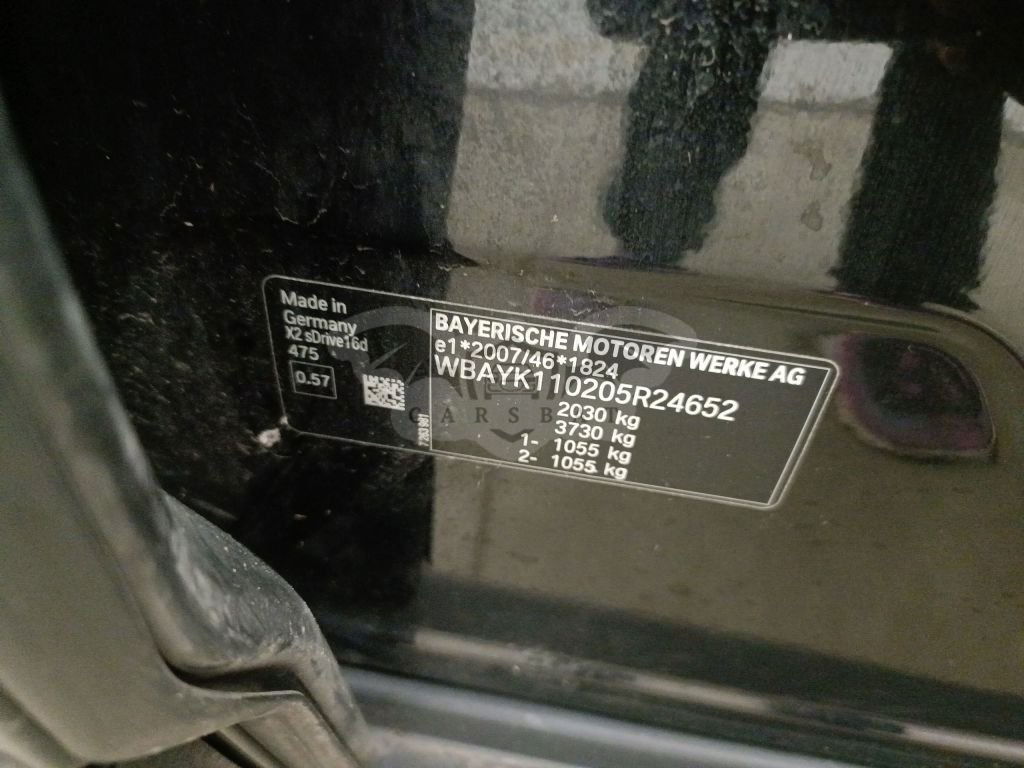 Made in
Germany
X2 sDrive16d
475
0.57
7283981
BAYERISCHE MOTOREN WERKE AG
e1*2007/46*1824
WBAYK110205R24652
2030 kg
3730 kg
1- 1055 kg
2- 1055 kg